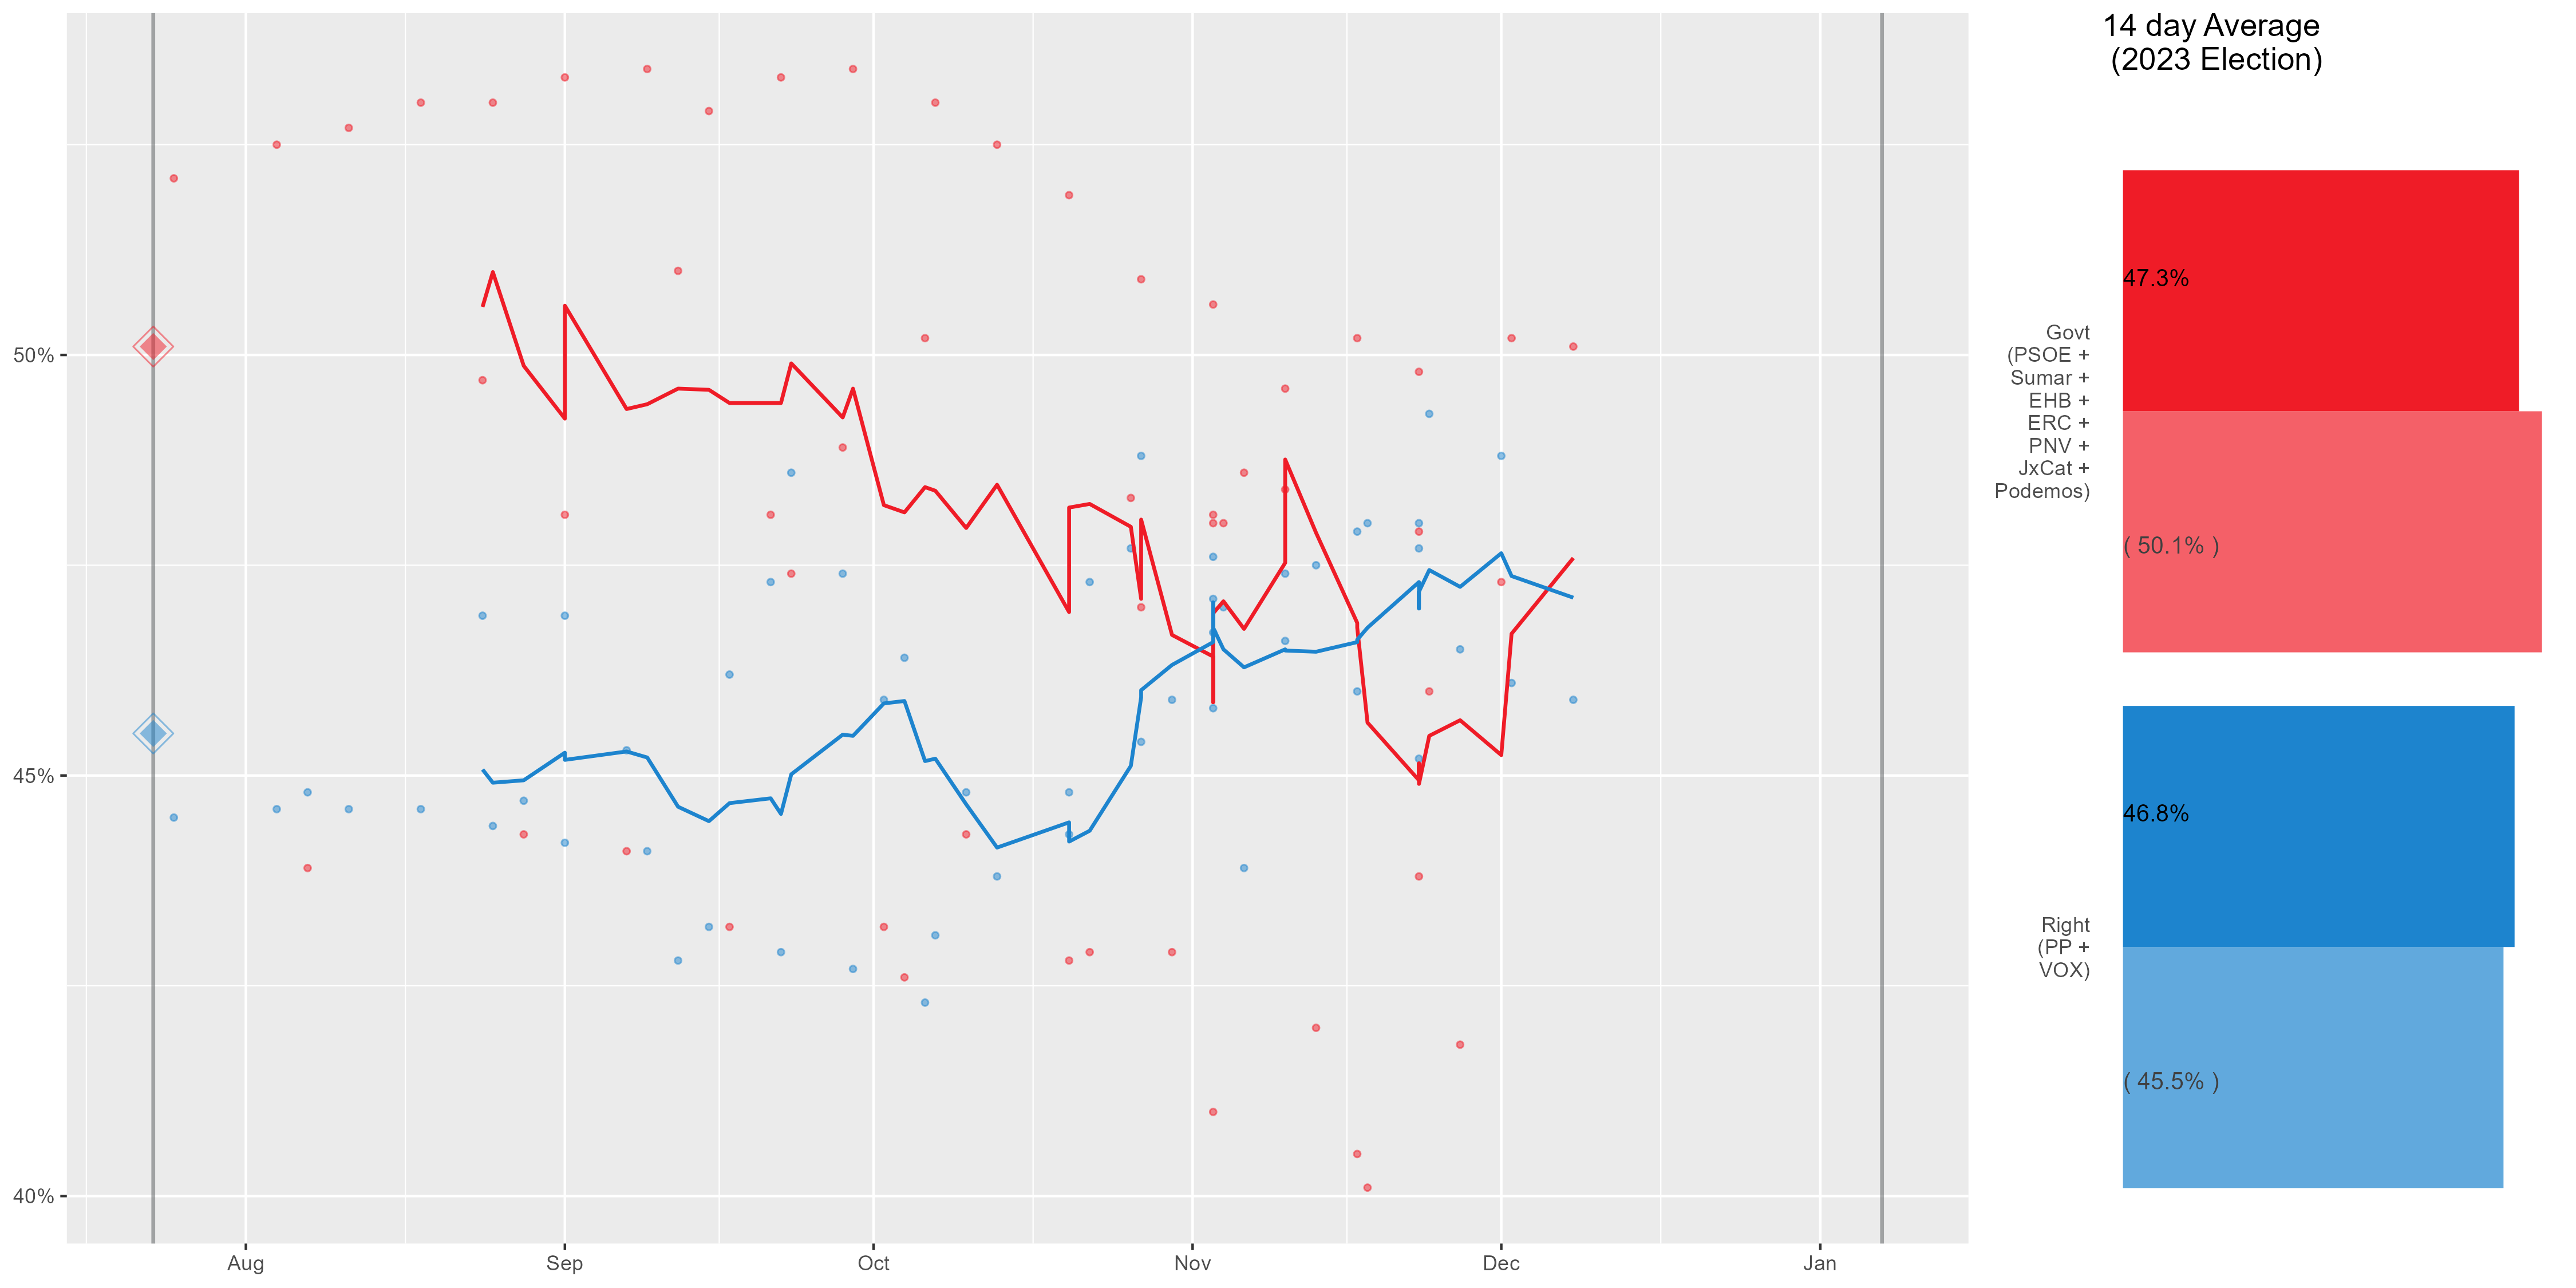 14 day Average
(2023 Election)
50%
45%
40%
Aug
Sep
Oct
Nov
Dec
Jan
Govt
(PSOE +
Sumar +
EHB +
ERC +
PNV +
JxCat +
Podemos)
47.3%
( 50.1% )
Right
(PP +
VOX)
46.8%
( 45.5% )